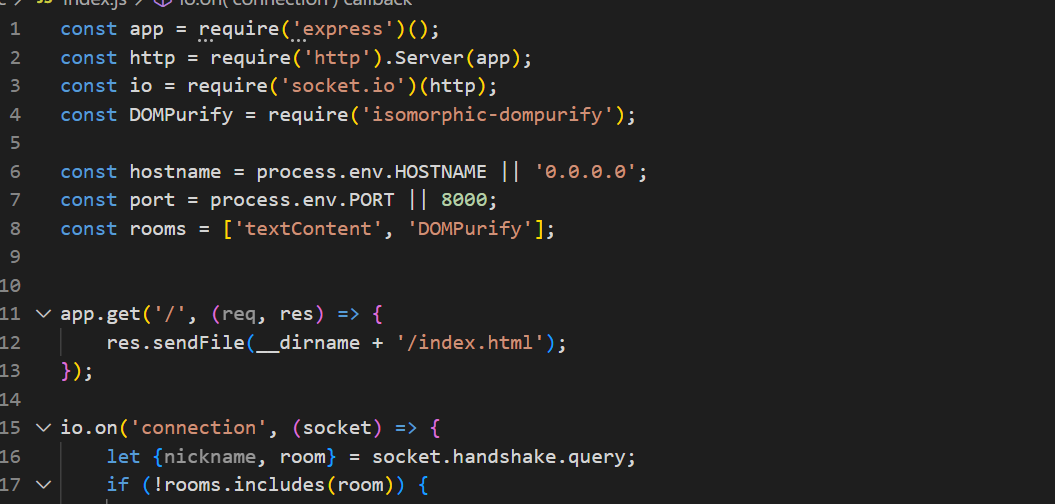 index.js > io.on('connection') callback
1 const app = require('express')();
2 const http = require('http').Server(app);
3 const io = require('socket.io')(http);
4 const DOMPurify = require('isomorphic-dompurify');
5
6 const hostname = process.env.HOSTNAME || '0.0.0.0';
7 const port = process.env.PORT || 8000;
8 const rooms = ['textContent', 'DOMPurify'];
9
10
11 app.get('/', (req, res) => {
12 res.sendFile(__dirname + '/index.html');
13 });
14
15 io.on('connection', (socket) => {
16 let {nickname, room} = socket.handshake.query;
17 if (!rooms.includes(room)) {